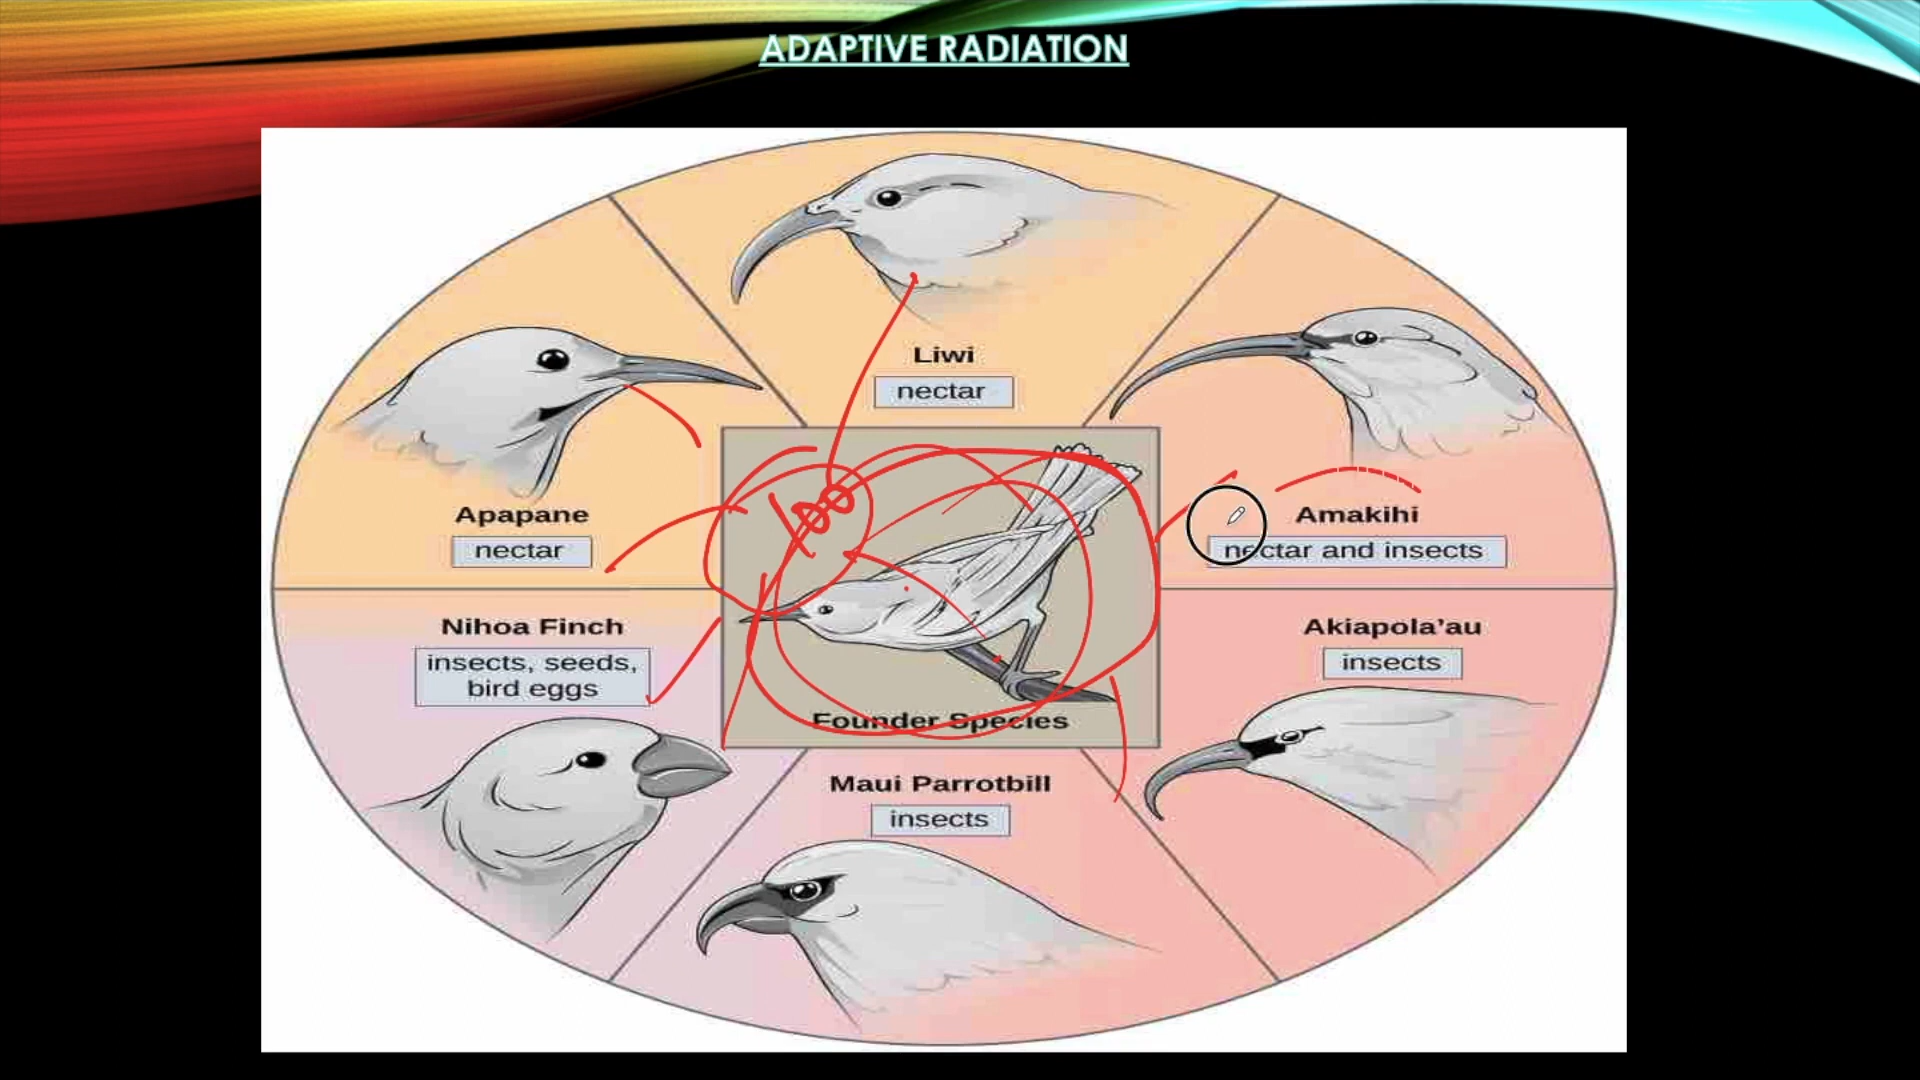 ADAPTIVE RADIATION
Liwi
nectar
Apapane
nectar
100
Amakihi
nectar and insects
Nihoa Finch
insects, seeds,
bird eggs
Akiapola'au
insects
Founder Species
Maui Parrotbill
insects